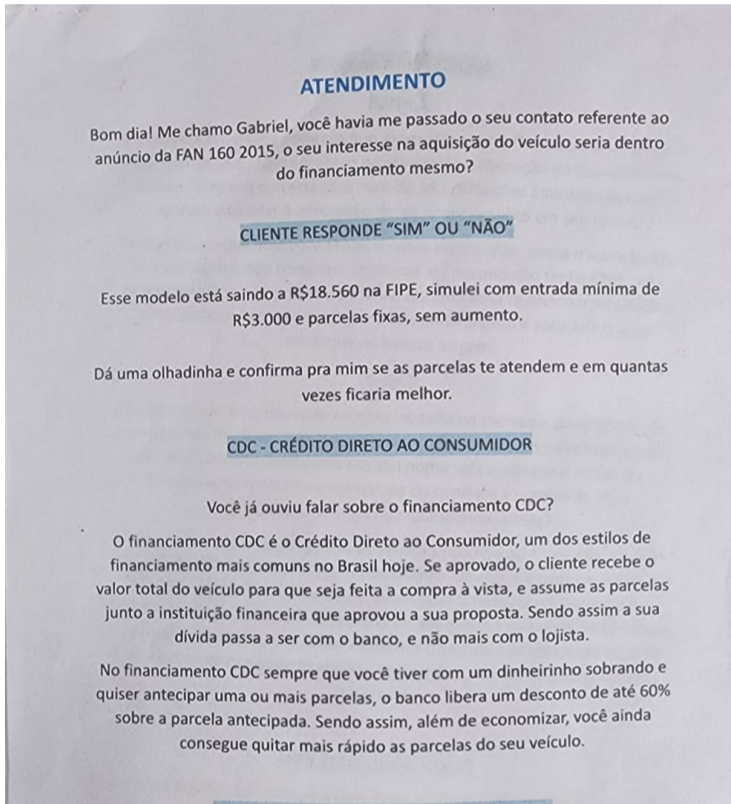 ATENDIMENTO
Bom dia! Me chamo Gabriel, você havia me passado o seu contato referente ao
anúncio da FAN 160 2015, o seu interesse na aquisição do veículo seria dentro
do financiamento mesmo?
CLIENTE RESPONDE “SIM” OU “NÃO”
Esse modelo está saindo a R$18.560 na FIPE, simulei com entrada mínima de
R$3.000 e parcelas fixas, sem aumento.
Dá uma olhadinha e confirma pra mim se as parcelas te atendem e em quantas
vezes ficaria melhor.
CDC - CRÉDITO DIRETO AO CONSUMIDOR
Você já ouviu falar sobre o financiamento CDC?
O financiamento CDC é o Crédito Direto ao Consumidor, um dos estilos de
financiamento mais comuns no Brasil hoje. Se aprovado, o cliente recebe o
valor total do veículo para que seja feita a compra à vista, e assume as parcelas
junto a instituição financeira que aprovou a sua proposta. Sendo assim a sua
dívida passa a ser com o banco, e não mais com o lojista.
No financiamento CDC sempre que você tiver com um dinheirinho sobrando e
quiser antecipar uma ou mais parcelas, o banco libera um desconto de até 60%
sobre a parcela antecipada. Sendo assim, além de economizar, você ainda
consegue quitar mais rápido as parcelas do seu veículo.